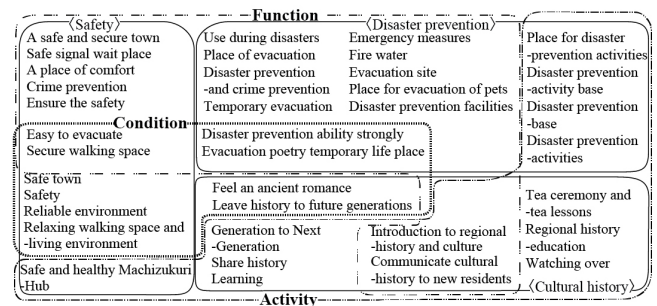 Function
〈Safety〉
〈Disaster prevention〉
A safe and secure town
Safe signal wait place
A place of comfort
Crime prevention
Ensure the safety
Use during disasters
Place of evacuation
Disaster prevention
-and crime prevention
Temporary evacuation
Emergency measures
Fire water
Evacuation site
Place for evacuation of pets
Disaster prevention facilities
Place for disaster
-prevention activities
Disaster prevention
-activity base
Disaster prevention
-base
Disaster prevention
-activities
Condition
Easy to evacuate
Secure walking space
Disaster prevention ability strongly
Evacuation poetry temporary life place
Safe town
Safety
Reliable environment
Relaxing walking space and
-living environment
Feel an ancient romance
Leave history to future generations
Generation to Next
-Generation
Share history
Learning
Introduction to regional
-history and culture
Communicate cultural
-history to new residents
Tea ceremony and
-tea lessons
Regional history
-education
Watching over
〈Cultural history〉
Safe and healthy Machizukuri
-Hub
Activity